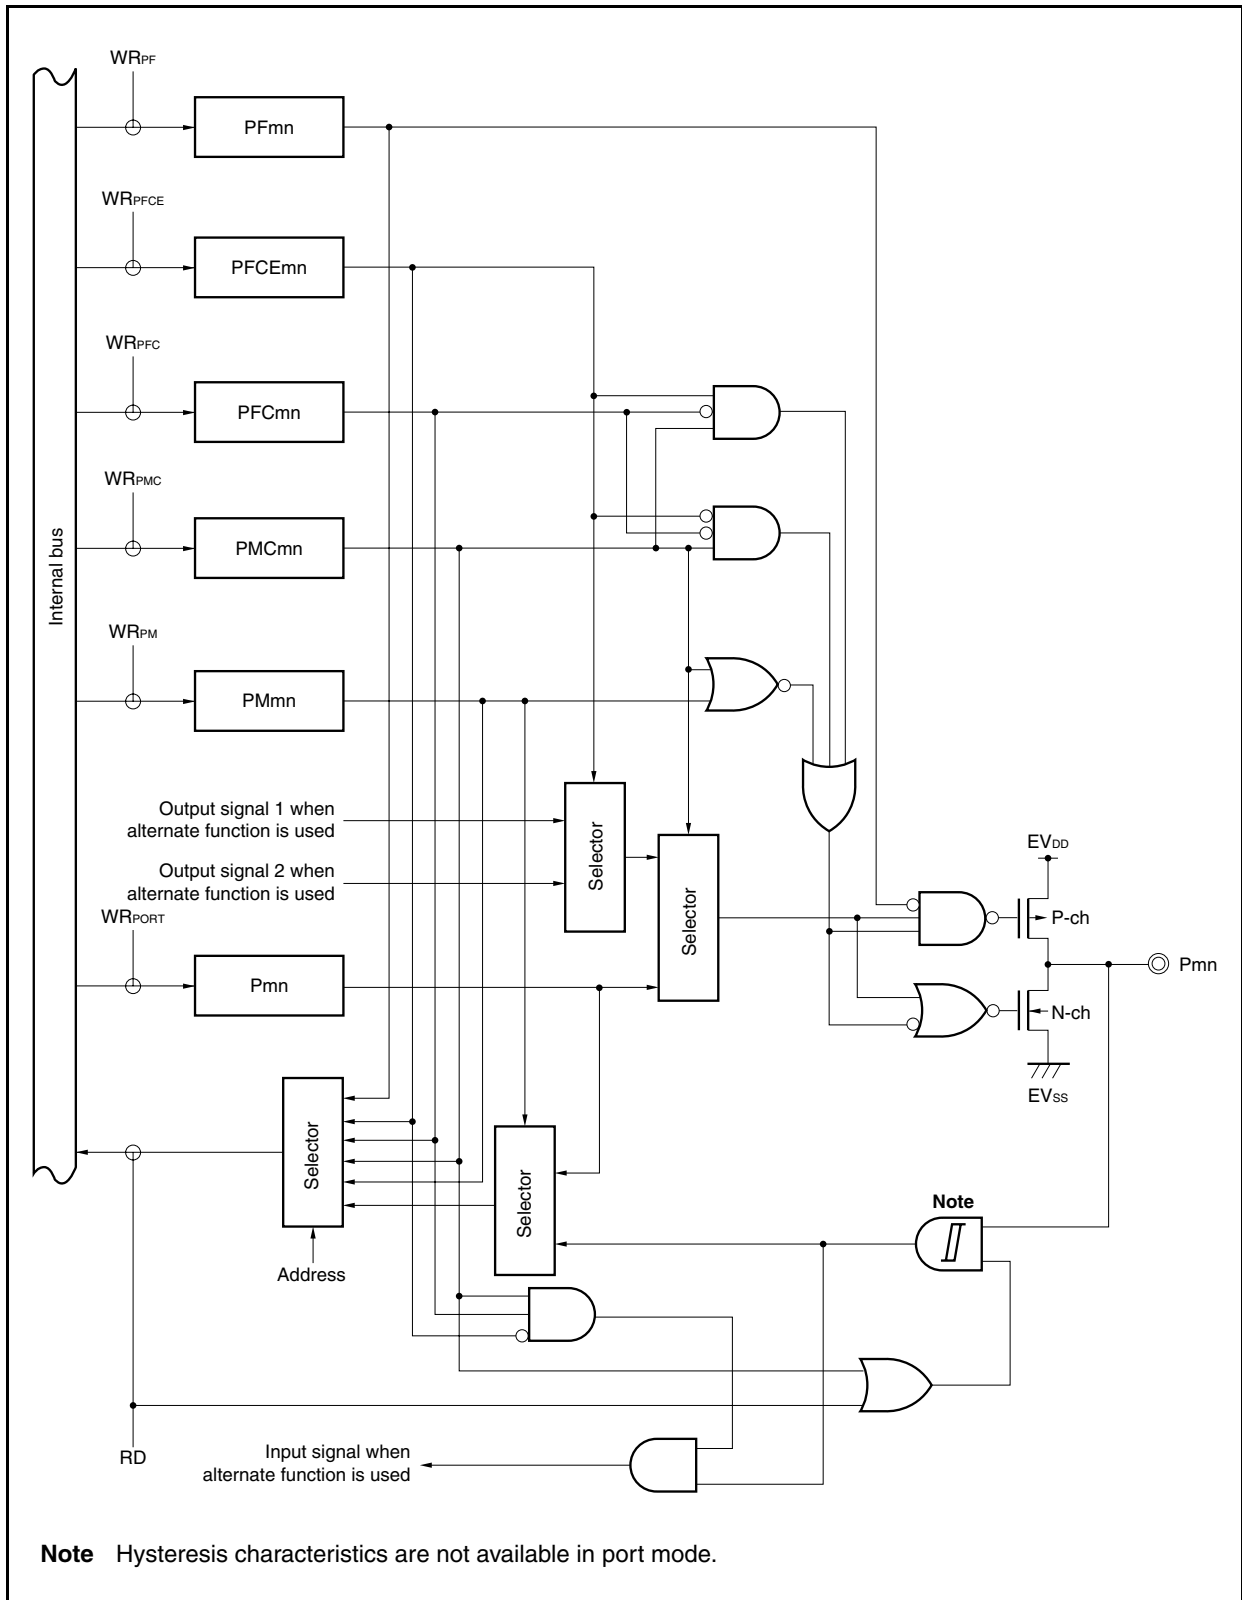 WRPF
PFmn
WRPFCE
PFCEmn
WRPFC
PFCmn
WRPMC
PMCmn
Internal bus
WRPM
PMmn
Output signal 1 when
alternate function is used
Output signal 2 when
alternate function is used
Selector
Selector
WRPORT
Pmn
EVDD
P-ch
Pmn
N-ch
EVSS
Selector
Selector
Address
Note
RD
Input signal when
alternate function is used
Note Hysteresis characteristics are not available in port mode.